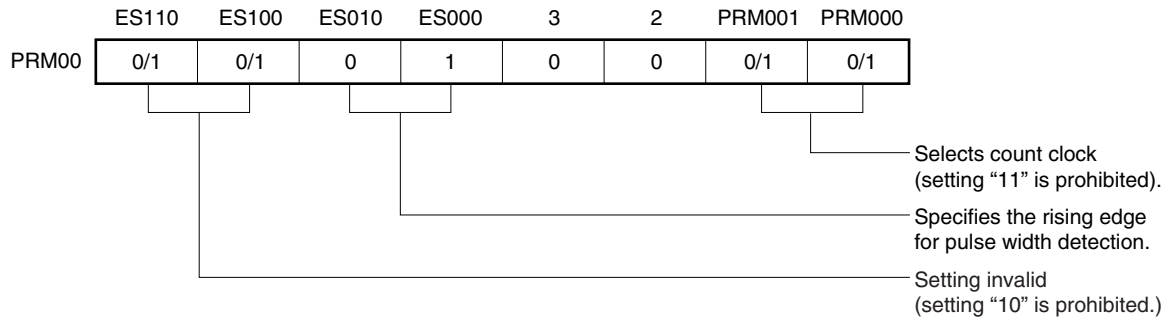 ES110 ES100 ES010 ES000 3 2 PRM001 PRM000
PRM00 0/1 0/1 0 1 0 0 0/1 0/1
Selects count clock
(setting “11” is prohibited).
Specifies the rising edge
for pulse width detection.
Setting invalid
(setting “10” is prohibited.)